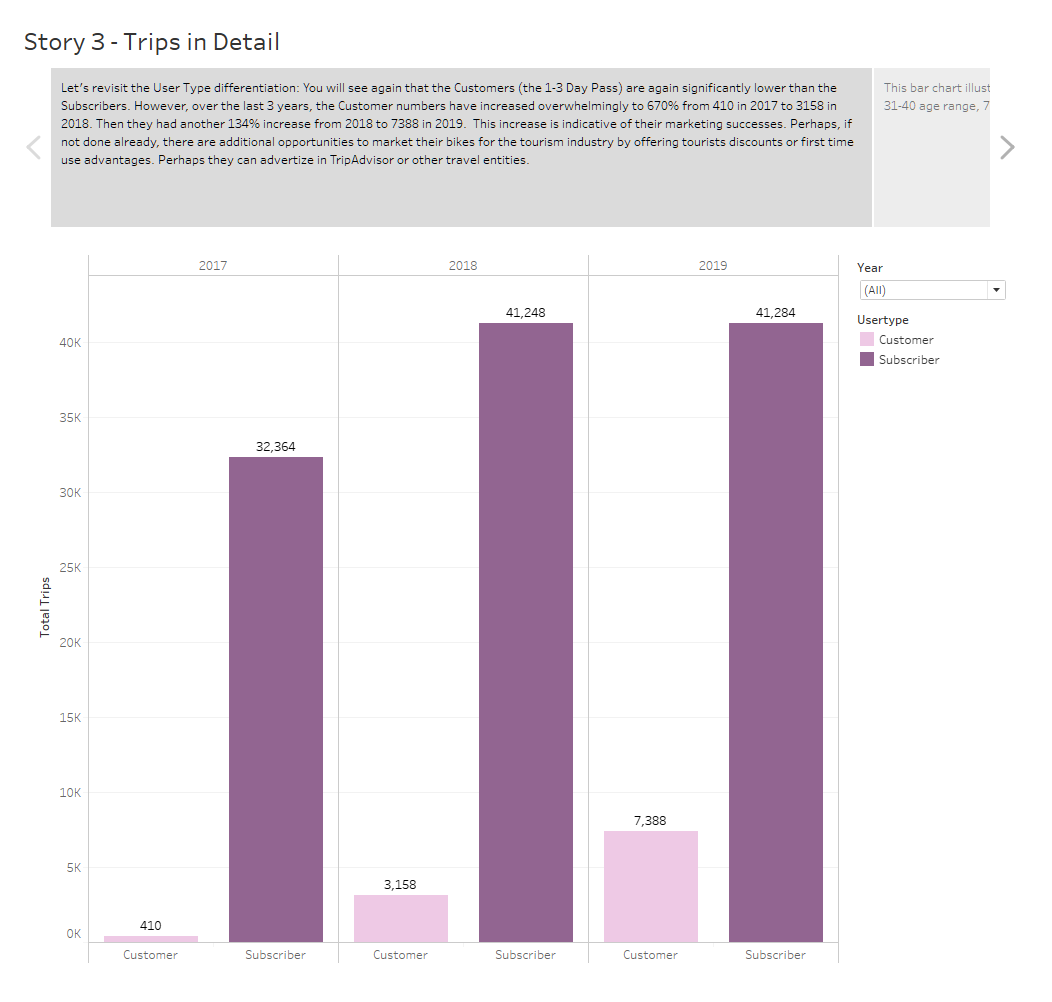 Story 3 - Trips in Detail
Let's revisit the User Type differentiation: You will see again that the Customers (the 1-3 Day Pass) are again significantly lower than the
Subscribers. However, over the last 3 years, the Customer numbers have increased overwhelmingly to 670% from 410 in 2017 to 3158 in
2018. Then they had another 134% increase from 2018 to 7388 in 2019.  This increase is indicative of their marketing successes. Perhaps, if
not done already, there are additional opportunities to market their bikes for the tourism industry by offering tourists discounts or first time
use advantages. Perhaps they can advertize in TripAdvisor or other travel entities.
This bar chart illust
31-40 age range, 7
2017 2018 2019
Year
(All)
Usertype
Customer
Subscriber
Total Trips
40K
35K
30K
25K
20K
15K
10K
5K
0K
410
32,364
3,158
41,248
7,388
41,284
Customer Subscriber Customer Subscriber Customer Subscriber